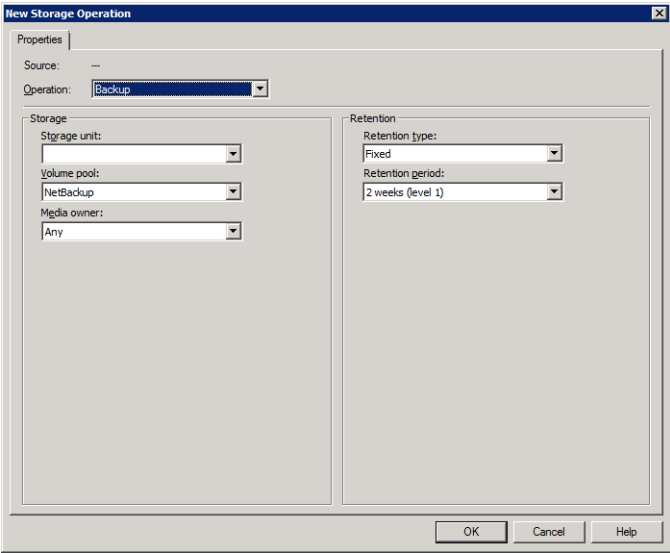 New Storage Operation
Properties
Source: ---
Operation: Backup
Storage
Storage unit:
Volume pool:
NetBackup
Media owner:
Any
Retention
Retention type:
Fixed
Retention period:
2 weeks (level 1)
OK Cancel Help